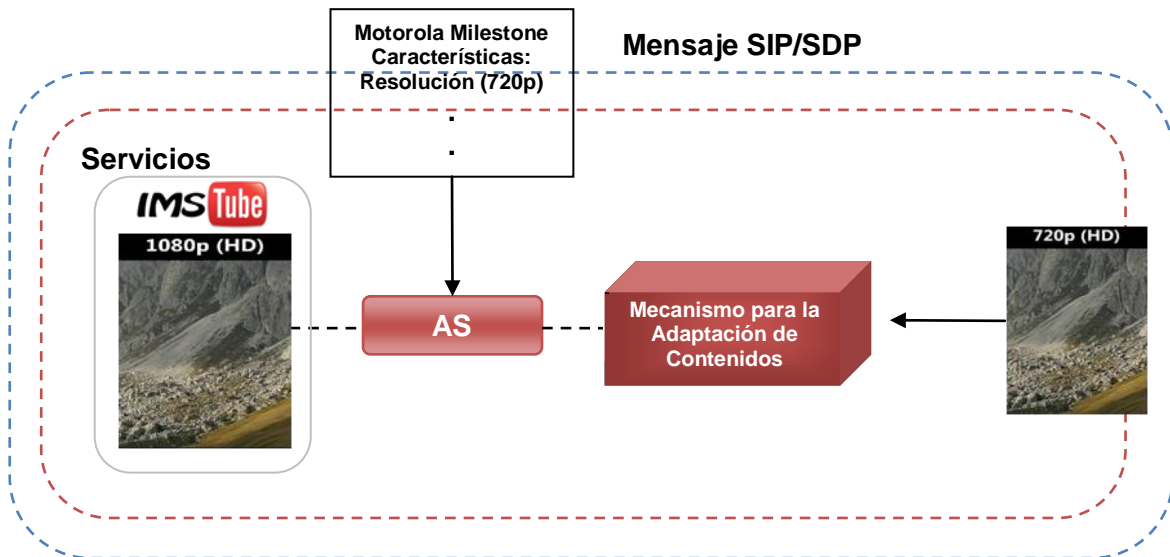 Motorola Milestone
Características:
Resolución (720p)
.
.
Mensaje SIP/SDP
Servicios
IMS Tube
1080p (HD)
AS
Mecanismo para la
Adaptación de
Contenidos
720p (HD)